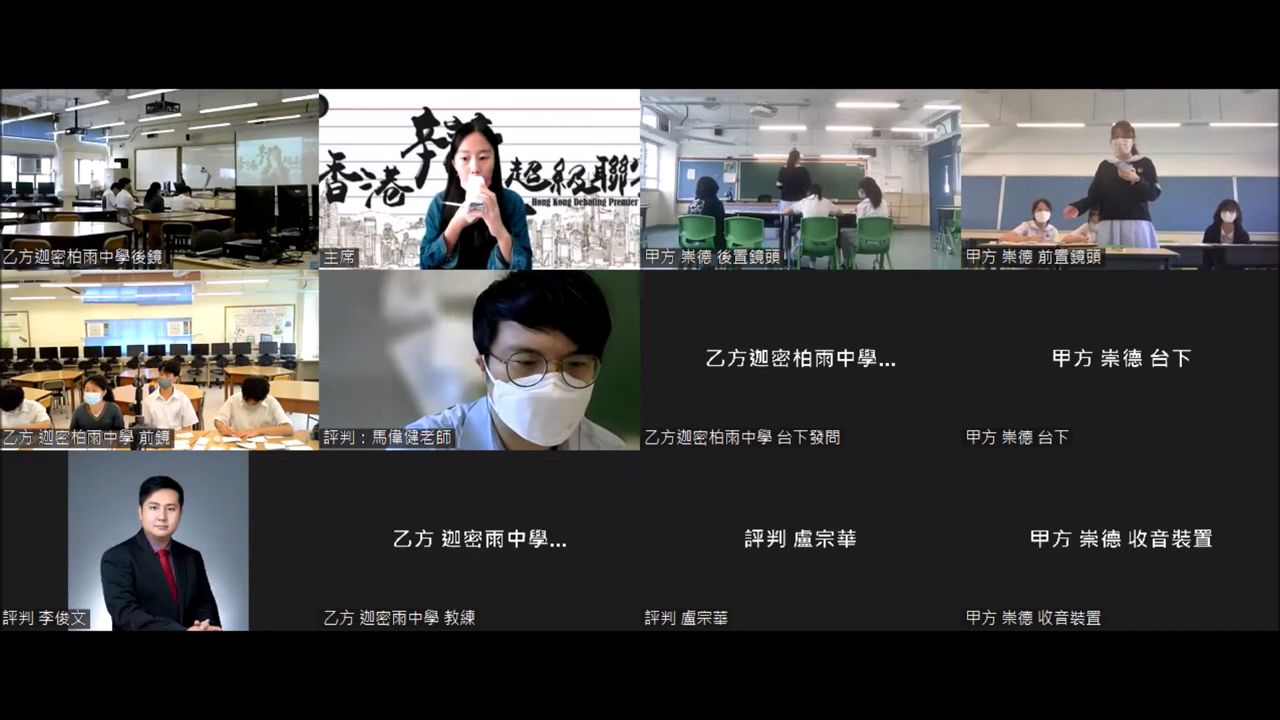 乙方迦密柏雨中學後鏡
香港辯超級聯
Hong Kong Debating Premier
主席
甲方 崇德 後置鏡頭
甲方 崇德 前置鏡頭
乙方 迦密柏雨中學 前鏡
評判：馬偉健老師
乙方迦密柏雨中學...
乙方迦密柏雨中學 台下發問
甲方 崇德 台下
甲方 崇德 台下
評判 李俊文
乙方 迦密雨中學...
乙方 迦密雨中學 教練
評判 盧宗華
評判 盧宗華
甲方 崇德 收音裝置
甲方 崇德 收音裝置